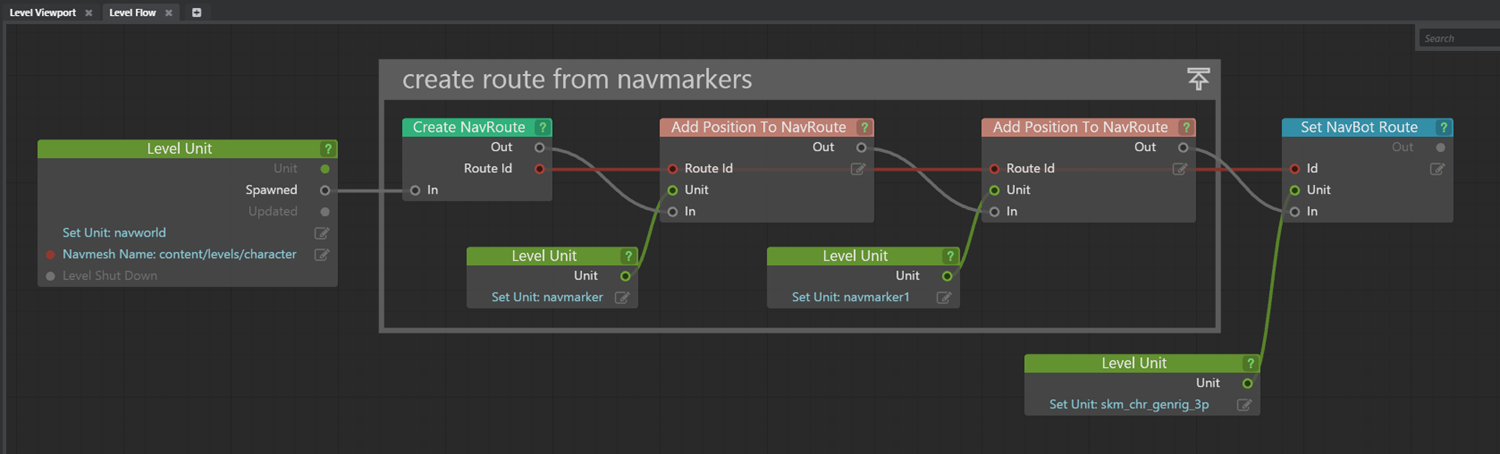 Level Viewport
Level Flow
Search
create route from navmarkers
Level Unit ?
Unit
Spawned
Updated
Set Unit: navworld
Navmesh Name: content/levels/character
Level Shut Down
Create NavRoute ?
Out
Route Id
In
Add Position To NavRoute ?
Out
Route Id
Unit
In
Add Position To NavRoute ?
Out
Route Id
Unit
In
Set NavBot Route ?
Out
Id
Unit
In
Level Unit ?
Unit
Set Unit: navmarker
Level Unit ?
Unit
Set Unit: navmarker1
Level Unit ?
Unit
Set Unit: skm_chr_genrig_3p